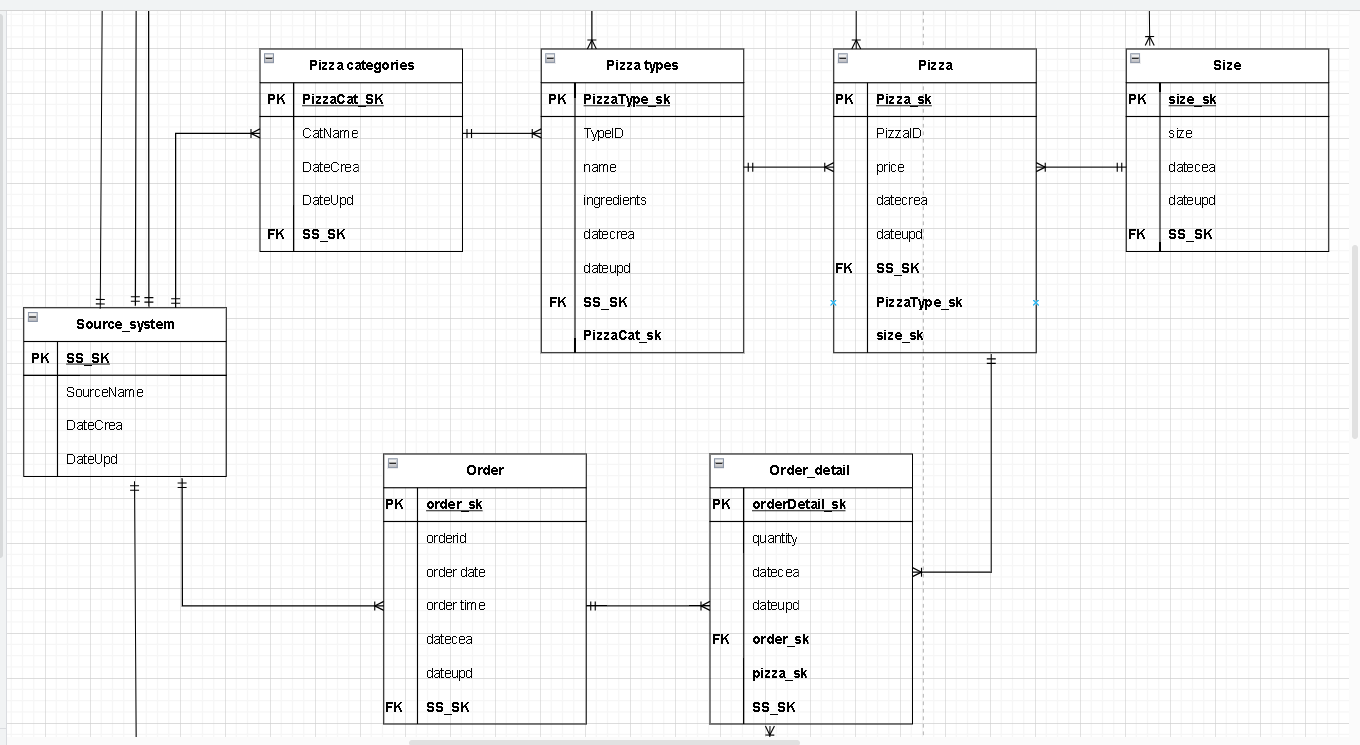 Pizza categories
PK PizzaCat_SK
CatName
DateCrea
DateUpd
FK SS_SK
Pizza types
PK PizzaType_sk
TypeID
name
ingredients
datecrea
dateupd
FK SS_SK
PizzaCat_sk
Pizza
PK Pizza_sk
PizzaID
price
datecrea
dateupd
FK SS_SK
PizzaType_sk
size_sk
Size
PK size_sk
size
datecea
dateupd
FK SS_SK
Source_system
PK SS_SK
SourceName
DateCrea
DateUpd
Order
PK order_sk
orderid
order date
order time
datecea
dateupd
FK SS_SK
Order_detail
PK orderDetail_sk
quantity
datecea
dateupd
FK order_sk
pizza_sk
SS_SK